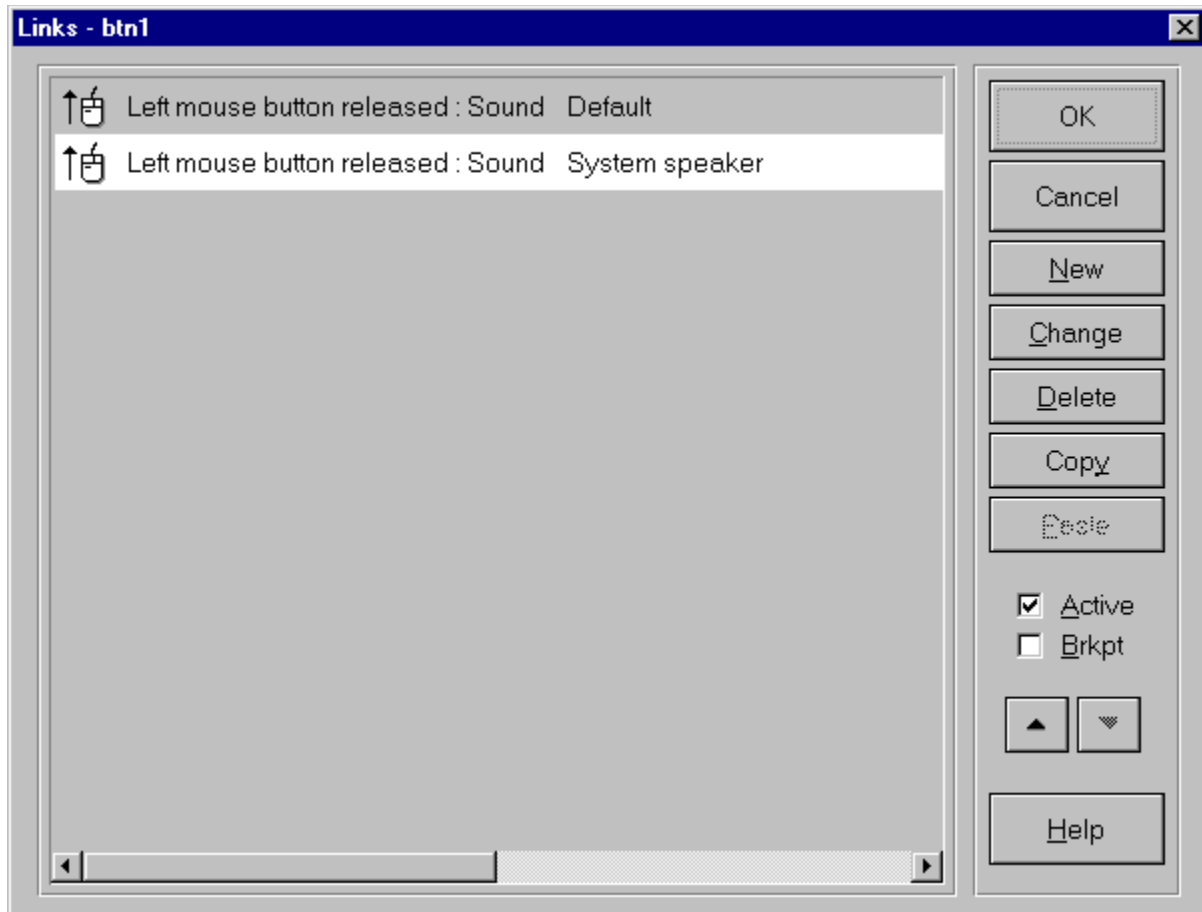 Links - btn1
Left mouse button released : Sound Default
Left mouse button released : Sound System speaker
OK
Cancel
New
Change
Delete
Copy
Paste
Active
Brkpt
Help